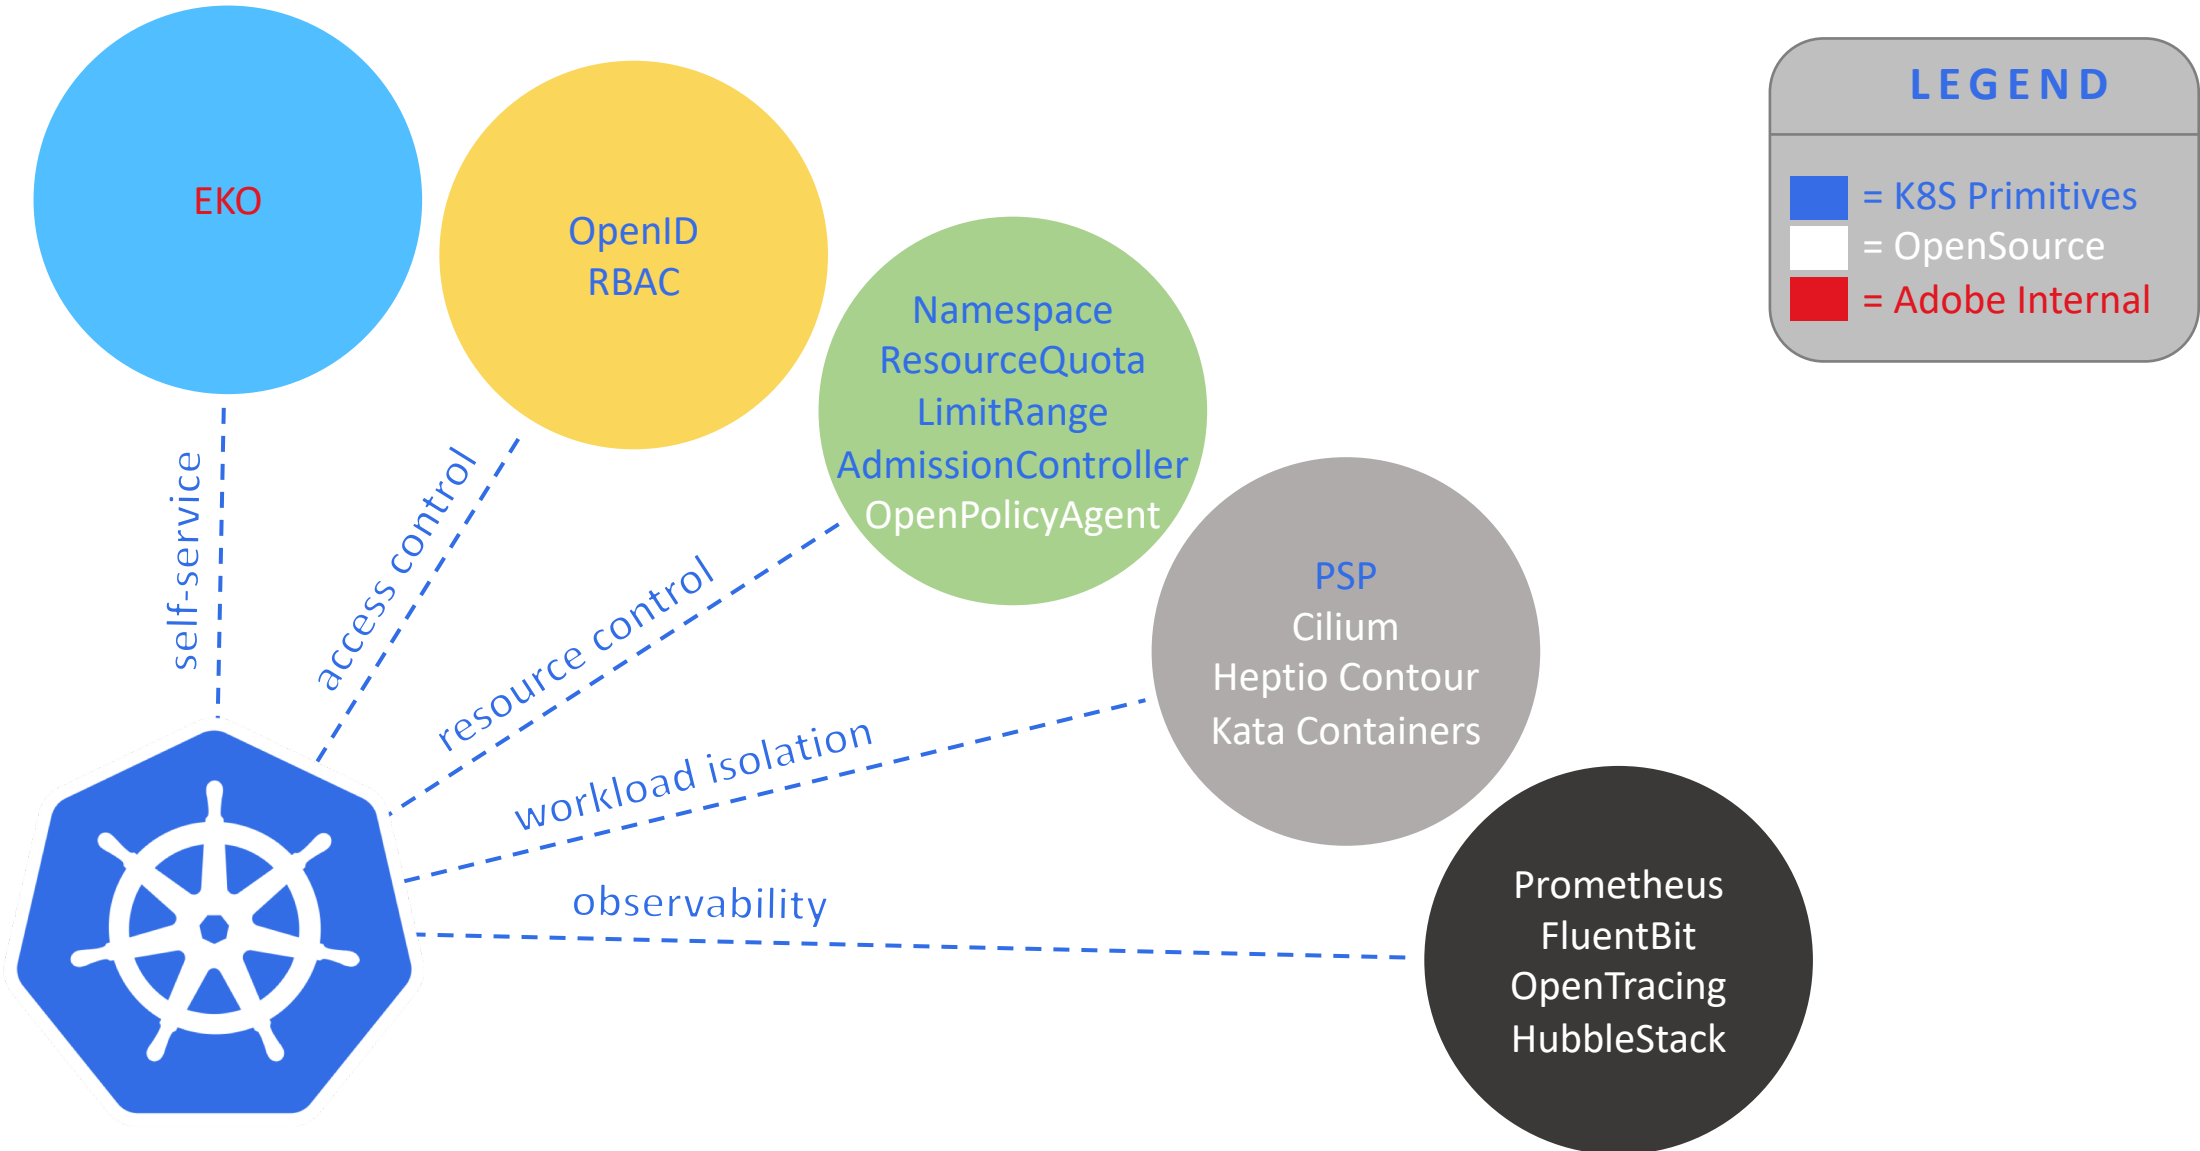 EKO
OpenID
RBAC
Namespace
ResourceQuota
LimitRange
AdmissionController
OpenPolicyAgent
PSP
Cilium
Heptio Contour
Kata Containers
Prometheus
FluentBit
OpenTracing
HubbleStack
self-service
access control
resource control
workload isolation
observability
LEGEND
= K8S Primitives
= OpenSource
= Adobe Internal